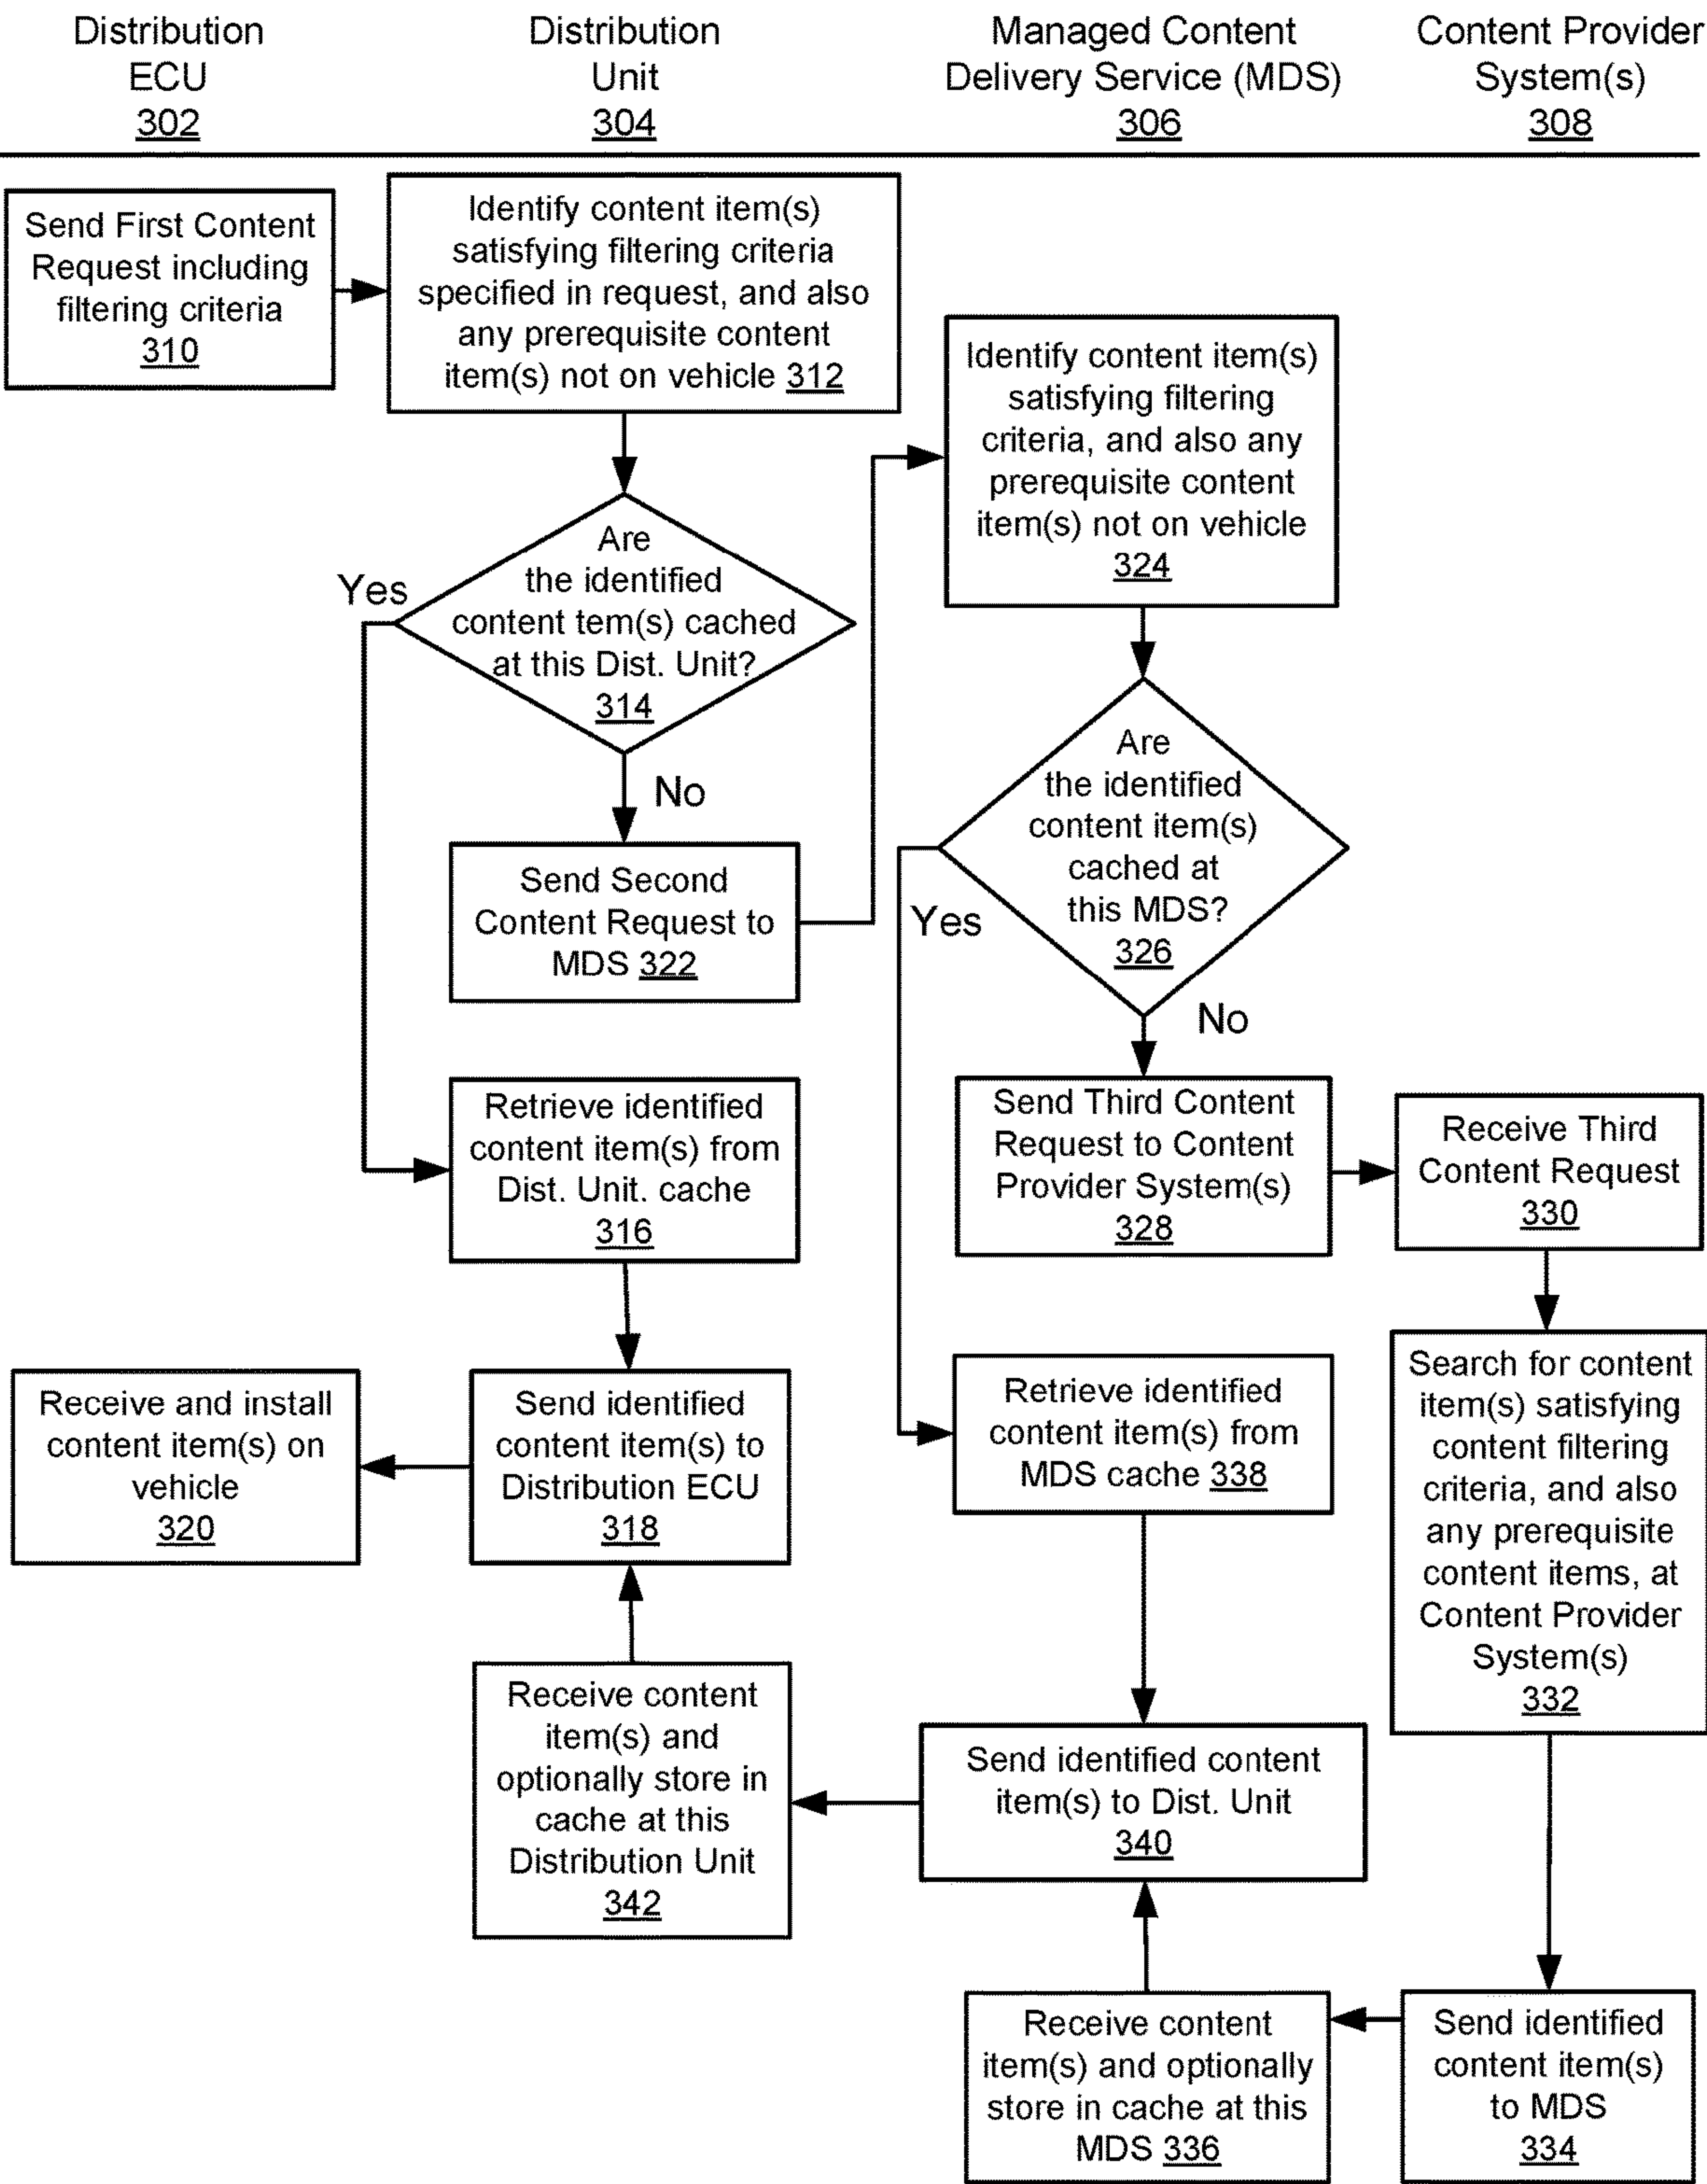 Distribution
ECU
302
Distribution
Unit
304
Managed Content
Delivery Service (MDS)
306
Content Provider
System(s)
308
Send First Content
Request including
filtering criteria
310
Identify content item(s)
satisfying filtering criteria
specified in request, and also
any prerequisite content
item(s) not on vehicle 312
Identify content item(s)
satisfying filtering
criteria, and also any
prerequisite content
item(s) not on vehicle
324
Are
the identified
content tem(s) cached
at this Dist. Unit?
314
Yes
No
Send Second
Content Request to
MDS 322
Are
the identified
content item(s)
cached at
this MDS?
326
Yes
No
Retrieve identified
content item(s) from
Dist. Unit. cache
316
Send Third Content
Request to Content
Provider System(s)
328
Receive Third
Content Request
330
Receive and install
content item(s) on
vehicle
320
Send identified
content item(s) to
Distribution ECU
318
Retrieve identified
content item(s) from
MDS cache 338
Search for content
item(s) satisfying
content filtering
criteria, and also
any prerequisite
content items, at
Content Provider
System(s)
332
Receive content
item(s) and
optionally store in
cache at this
Distribution Unit
342
Send identified content
item(s) to Dist. Unit
340
Receive content
item(s) and optionally
store in cache at this
MDS 336
Send identified
content item(s)
to MDS
334